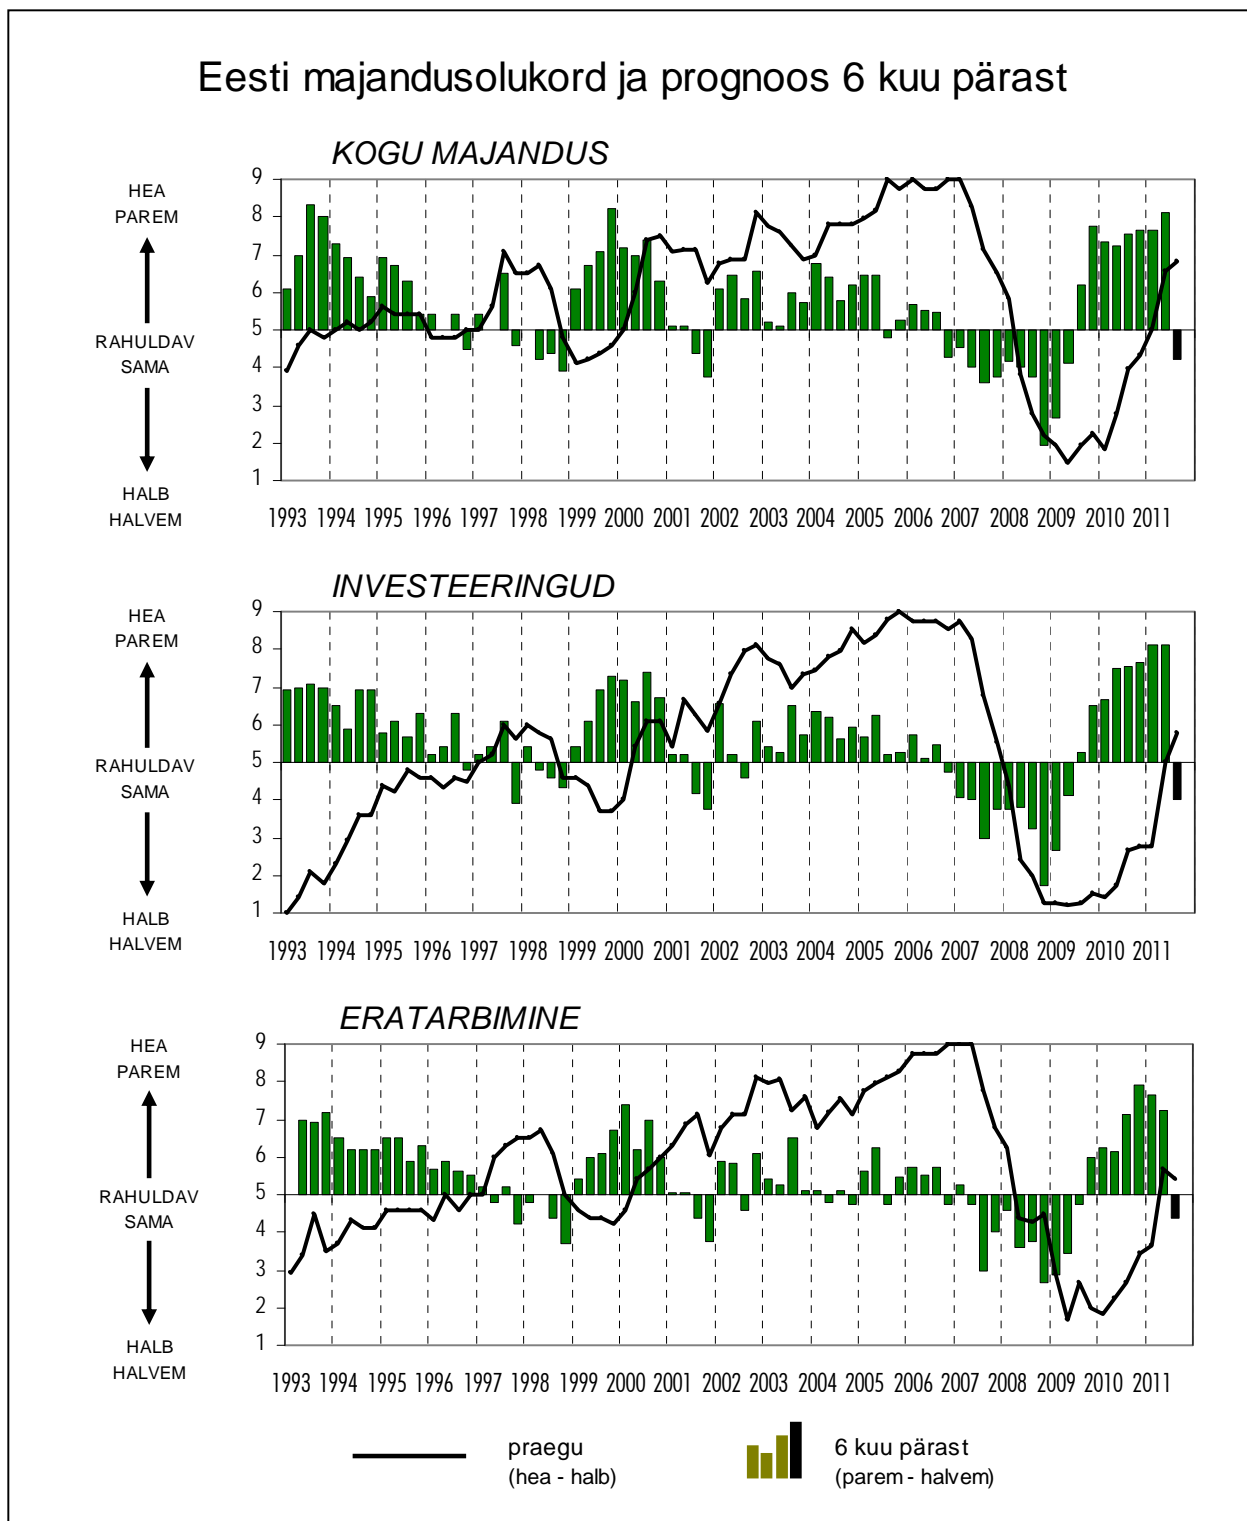 Eesti majandusolukord ja prognoos 6 kuu pärast
KOGU MAJANDUS
HEA
PAREM
RAHULDAV
SAMA
HALB
HALVEM
9
8
7
6
5
4
3
2
1
1993 1994 1995 1996 1997 1998 1999 2000 2001 2002 2003 2004 2005 2006 2007 2008 2009 2010 2011
INVESTEERINGUD
HEA
PAREM
RAHULDAV
SAMA
HALB
HALVEM
9
8
7
6
5
4
3
2
1
1993 1994 1995 1996 1997 1998 1999 2000 2001 2002 2003 2004 2005 2006 2007 2008 2009 2010 2011
ERATARBIMINE
HEA
PAREM
RAHULDAV
SAMA
HALB
HALVEM
9
8
7
6
5
4
3
2
1
1993 1994 1995 1996 1997 1998 1999 2000 2001 2002 2003 2004 2005 2006 2007 2008 2009 2010 2011
praegu
(hea - halb)
6 kuu pärast
(parem - halvem)